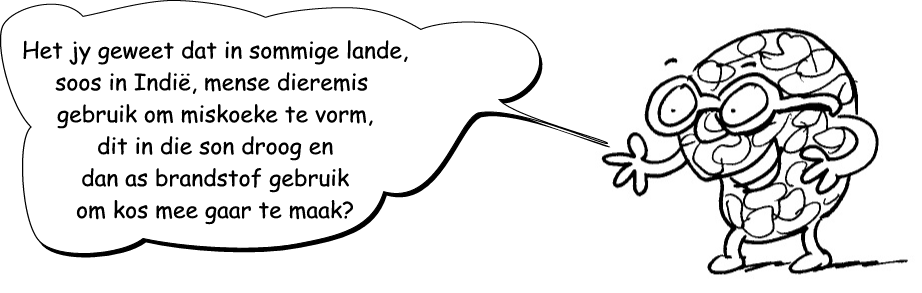 Het jy geweet dat in sommige lande,
soos in Indië, mense dieremis
gebruik om miskoeke te vorm,
dit in die son droog en
dan as brandstof gebruik
om kos mee gaar te maak?